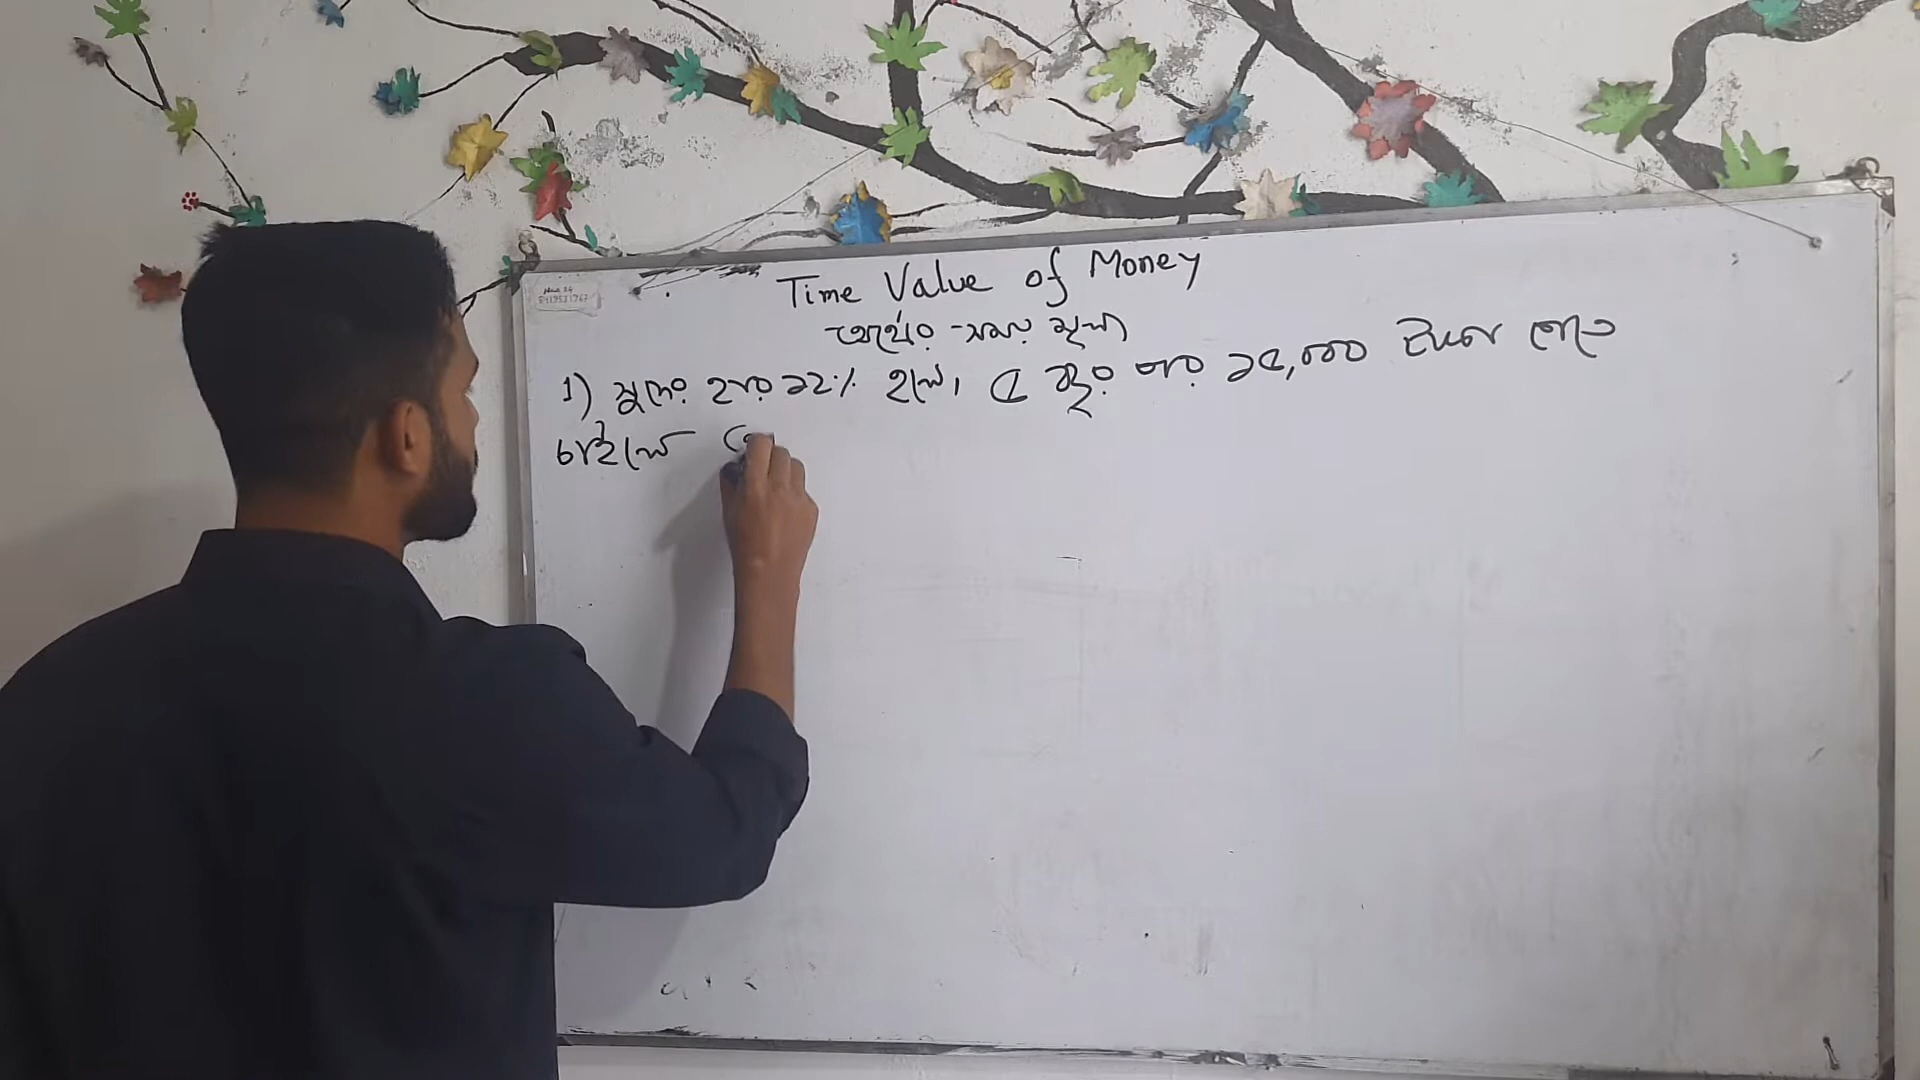 Time Value of Money
অর্থের সময় মূল্য
1) সুদের হার ১২% হলে, ৫ বছর পর ১৫,০০০ টাকা পেতে
চাইলে